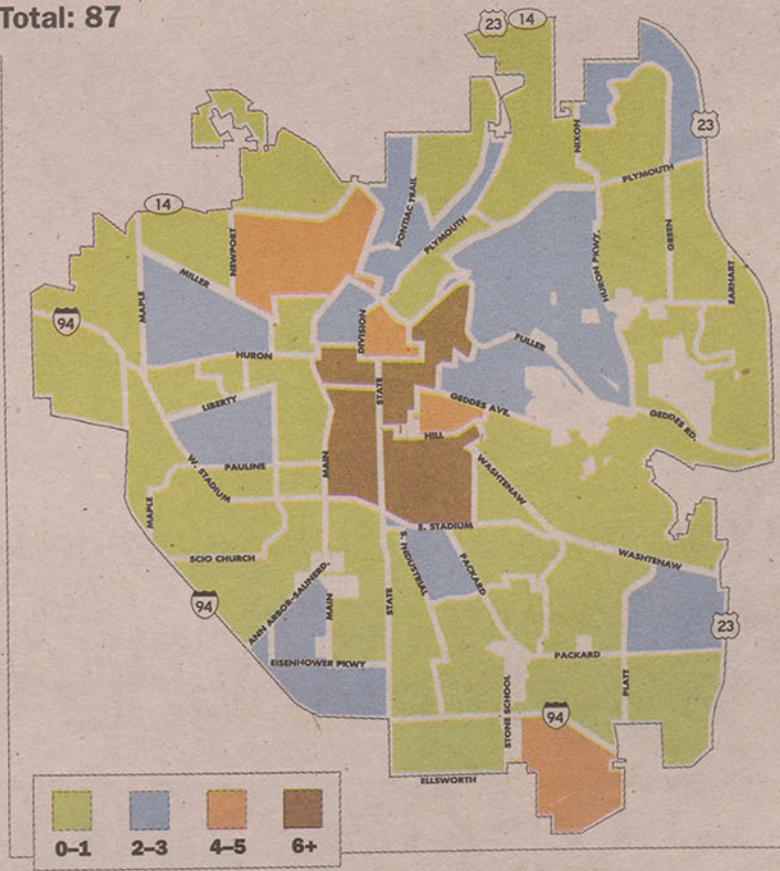 Total: 87
23
14
23
NIXON
PLYMOUTH
PONTIAC TRAIL
14
PLYMOUTH
NEWPORT
GREEN
HURON PKWY.
EARHART
MILLER
MAPLE
94
DIVISION
FULLER
HURON
STATE
LIBERTY
GEDDES AVE.
GEDDES RD.
HILL
W. STADIUM
PAULINE
MAIN
WASHTENAW
MAPLE
E. STADIUM
SCIO CHURCH
S. INDUSTRIAL
PACKARD
WASHTENAW
ANN ARBOR-SALINE RD.
MAIN
STATE
94
23
EISENHOWER PKWY
PACKARD
PLATT
STONE SCHOOL
94
ELLSWORTH
0–1
2–3
4–5
6+